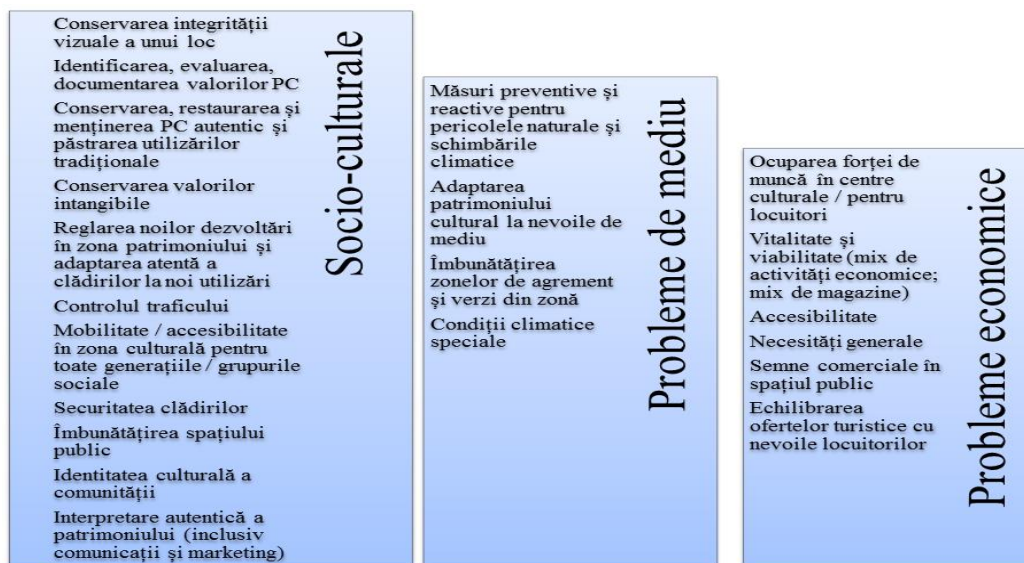 Conservarea integrității
vizuale a unui loc
Identificarea, evaluarea,
documentarea valorilor PC
Conservarea, restaurarea și
menținerea PC autentic și
păstrarea utilizărilor
tradiționale
Conservarea valorilor
intangibile
Reglarea noilor dezvoltări
în zona patrimoniului și
adaptarea atentă a
clădirilor la noi utilizări
Controlul traficului
Mobilitate / accesibilitate
în zona culturală pentru
toate generațiile / grupurile
sociale
Securitatea clădirilor
Îmbunătățirea spațiului
public
Identitatea culturală a
comunității
Interpretare autentică a
patrimoniului (inclusiv
comunicații și marketing)
Socio-culturale
Măsuri preventive și
reactive pentru
pericolele naturale și
schimbările
climatice
Adaptarea
patrimoniului
cultural la nevoile de
mediu
Îmbunătățirea
zonelor de agrement
și verzi din zonă
Condiții climatice
speciale
Probleme de mediu
Ocuparea forței de
muncă în centre
culturale / pentru
locuitori
Vitalitate și
viabilitate (mix de
activități economice;
mix de magazine)
Accesibilitate
Necesități generale
Semne comerciale în
spațiul public
Echilibrarea
ofertelor turistice cu
nevoile locuitorilor
Probleme economice